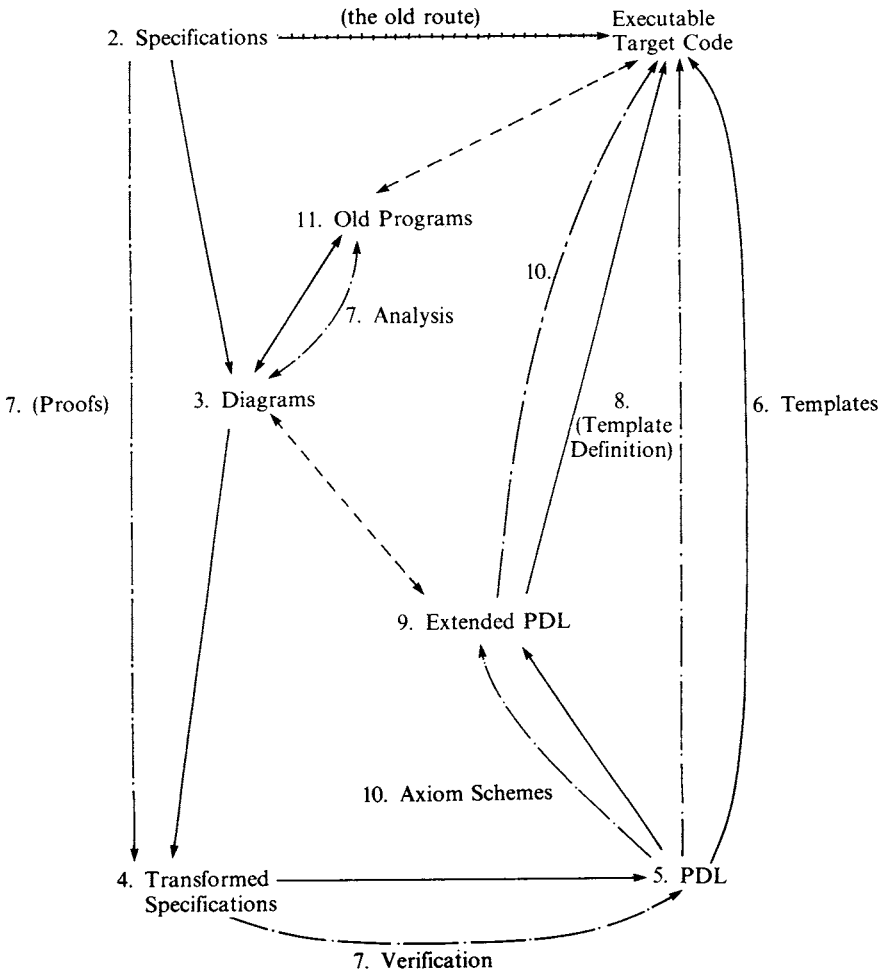 (the old route)
2. Specifications
Executable
Target Code
11. Old Programs
10.
7. Analysis
7. (Proofs)
3. Diagrams
8.
(Template
Definition)
6. Templates
9. Extended PDL
10. Axiom Schemes
4. Transformed
Specifications
5. PDL
7. Verification